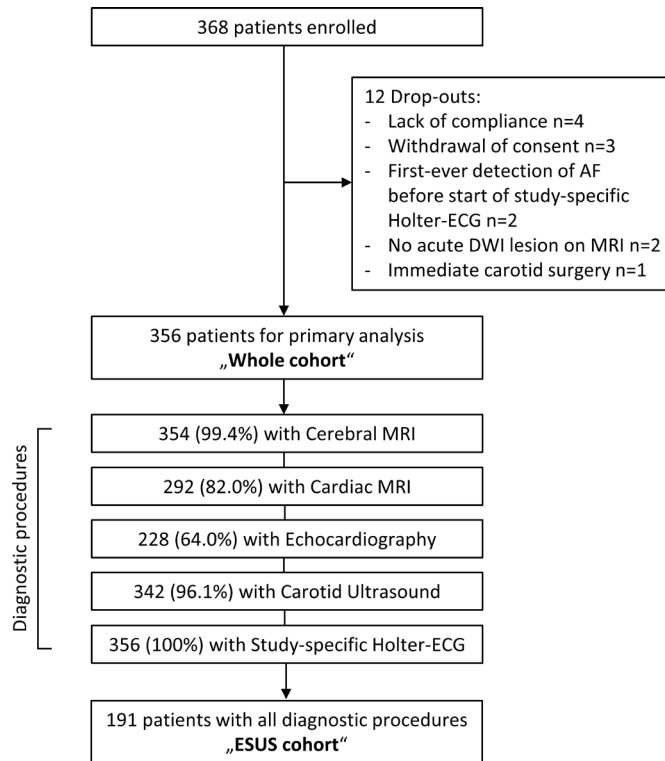 368 patients enrolled
12 Drop-outs:
- Lack of compliance n=4
- Withdrawal of consent n=3
- First-ever detection of AF
before start of study-specific
Holter-ECG n=2
- No acute DWI lesion on MRI n=2
- Immediate carotid surgery n=1
356 patients for primary analysis
„Whole cohort“
Diagnostic procedures
354 (99.4%) with Cerebral MRI
292 (82.0%) with Cardiac MRI
228 (64.0%) with Echocardiography
342 (96.1%) with Carotid Ultrasound
356 (100%) with Study-specific Holter-ECG
191 patients with all diagnostic procedures
„ESUS cohort“